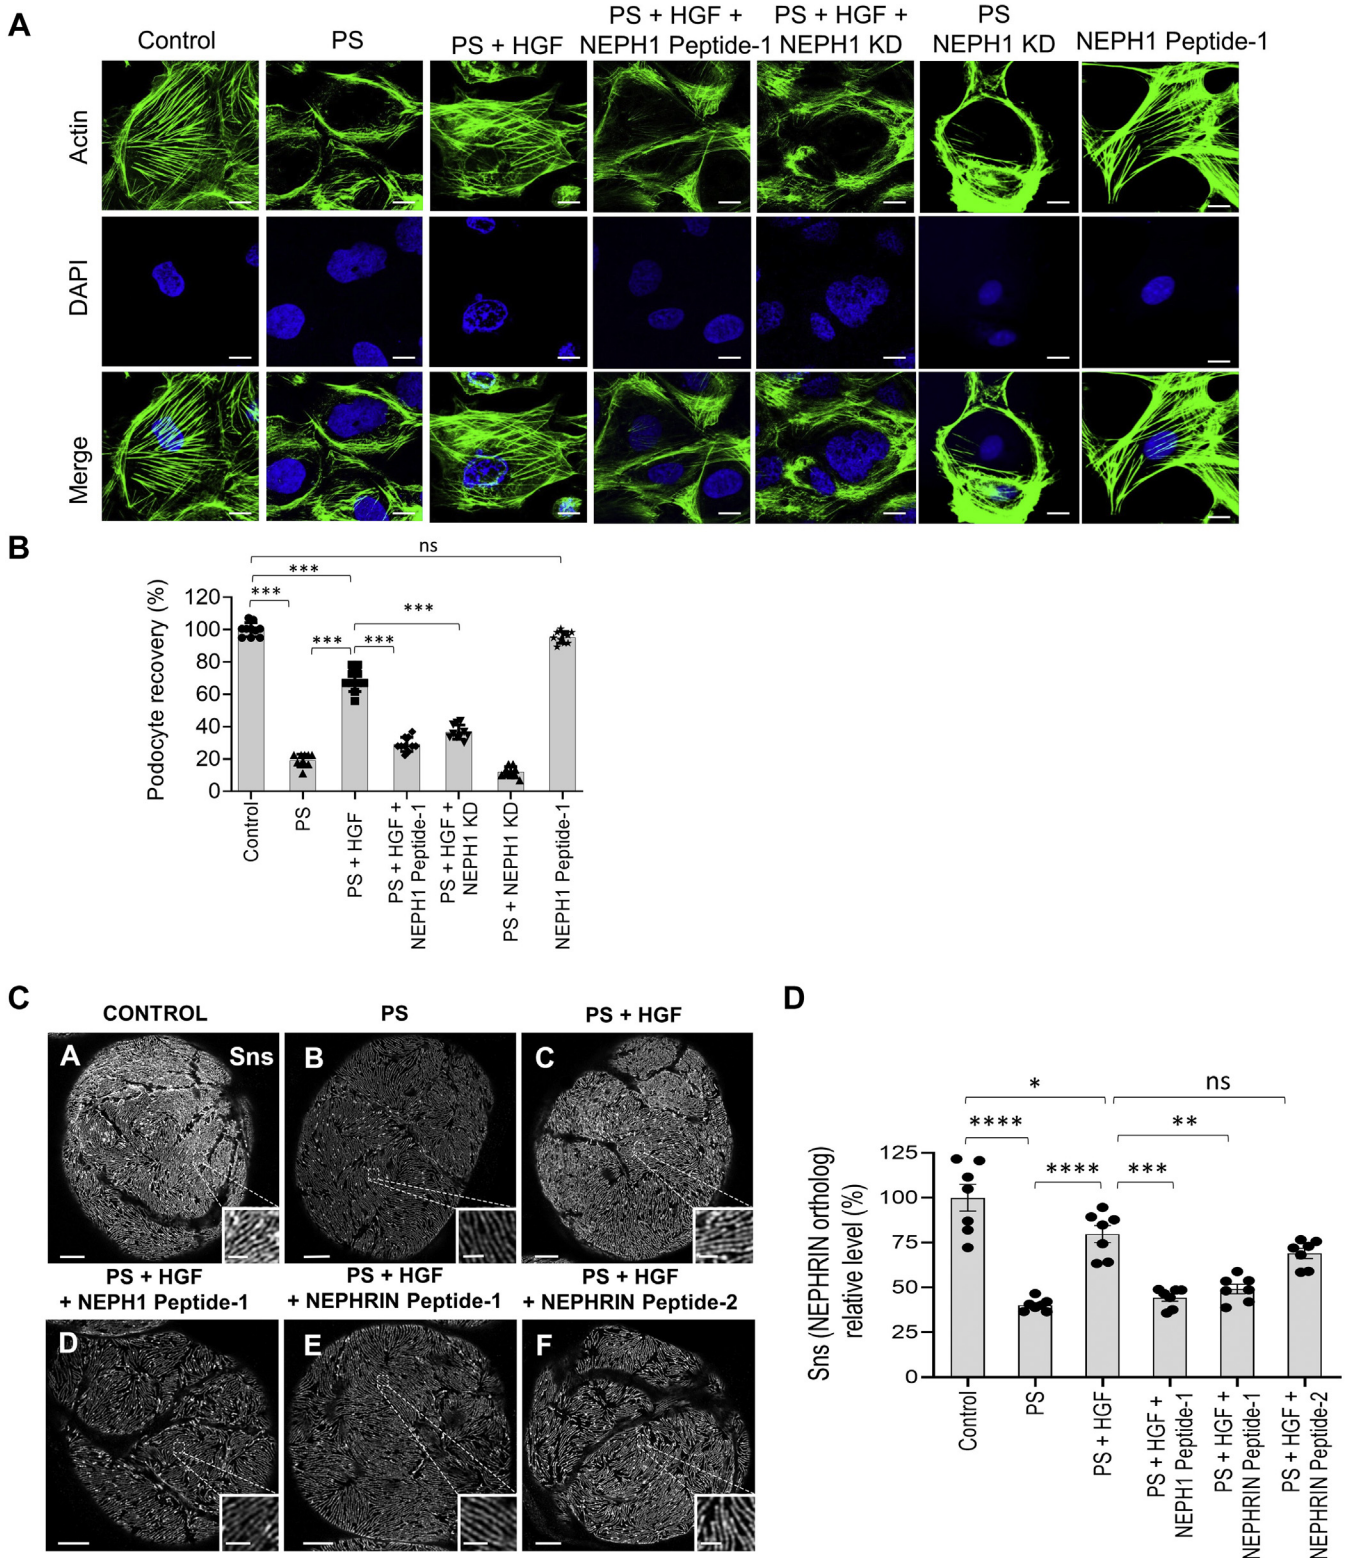 A
Control
PS
PS + HGF
PS + HGF +
NEPH1 Peptide-1
PS + HGF +
NEPH1 KD
PS
NEPH1 KD
NEPH1 Peptide-1
Actin
DAPI
Merge
B
ns
***
***
***
***
***
Podocyte recovery (%)
120
100
80
60
40
20
0
Control
PS
PS + HGF
PS + HGF +
NEPH1 Peptide-1
PS + HGF +
NEPH1 KD
PS + NEPH1 KD
NEPH1 Peptide-1
C
CONTROL
PS
PS + HGF
A
Sns
B
C
PS + HGF
+ NEPH1 Peptide-1
PS + HGF
+ NEPHRIN Peptide-1
PS + HGF
+ NEPHRIN Peptide-2
D
E
F
D
*
ns
****
**
****
***
Sns (NEPHRIN ortholog)
relative level (%)
125
100
75
50
25
0
Control
PS
PS + HGF
PS + HGF +
NEPH1 Peptide-1
PS + HGF +
NEPHRIN Peptide-1
PS + HGF +
NEPHRIN Peptide-2